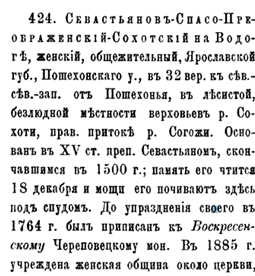 424. Севастьяновъ-Спасо-Пре-
ображенскій-Сохотскій на Водо-
гѣ, женскій, общежительный, Ярославской
губ., Пошехонскаго у., въ 32 вер. къ сѣв.-
сѣв.-зап. отъ Пошехонья, въ лѣсистой,
безлюдной мѣстности верховьевъ р. Со-
хоти, прав. притокѣ р. Согожи. Осно-
ванъ въ XV ст. преп. Севастьяномъ, скон-
чавшимся въ 1500 г.; память его чтится
18 декабря и мощи его почиваютъ здѣсь
подъ спудомъ. До упраздненія своего въ
1764 г. былъ приписанъ къ Воскресен-
скому Череповецкому мон. Въ 1885 г.
учреждена женская община около церкви,